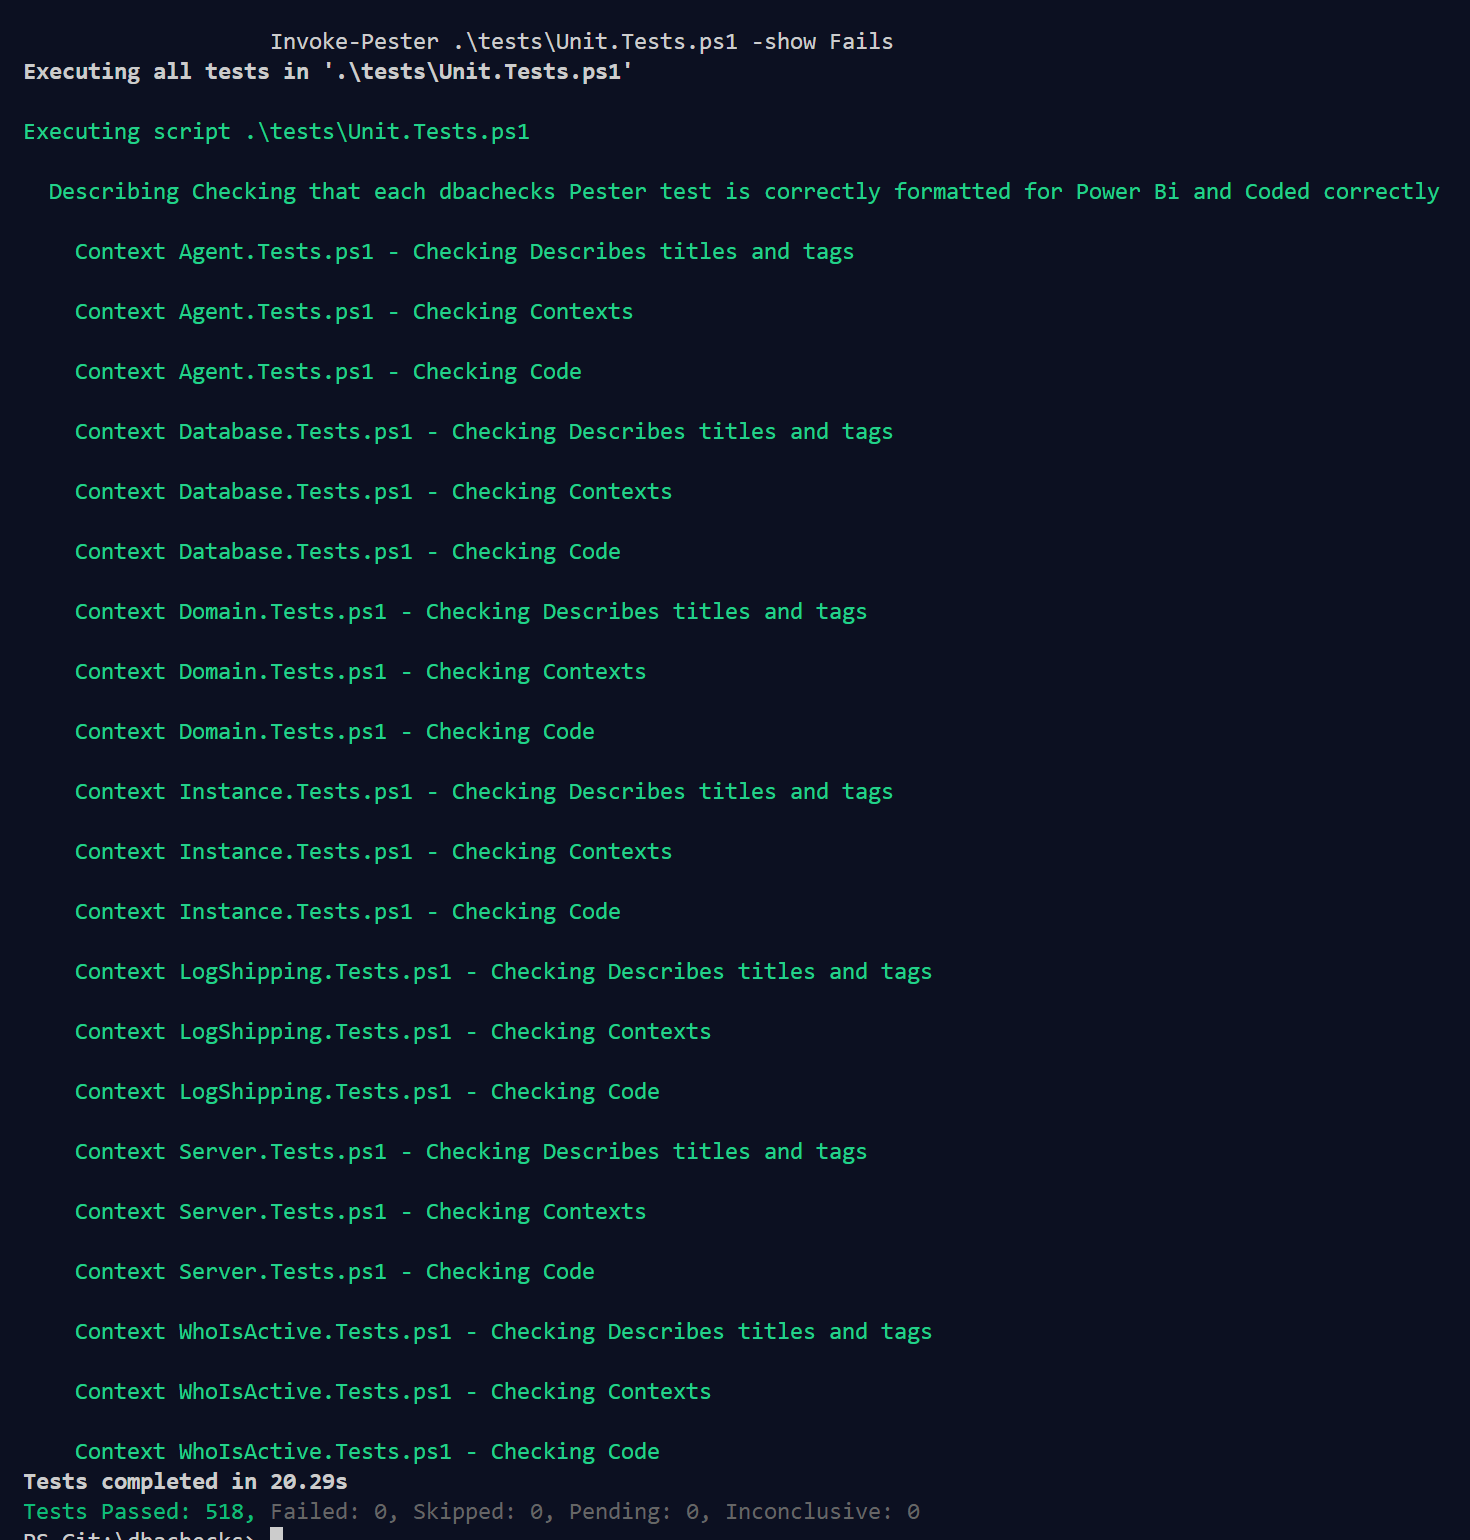 Invoke-Pester .\tests\Unit.Tests.ps1 -show Fails
Executing all tests in '.\tests\Unit.Tests.ps1'
Executing script .\tests\Unit.Tests.ps1
Describing Checking that each dbachecks Pester test is correctly formatted for Power Bi and Coded correctly
Context Agent.Tests.ps1 - Checking Describes titles and tags
Context Agent.Tests.ps1 - Checking Contexts
Context Agent.Tests.ps1 - Checking Code
Context Database.Tests.ps1 - Checking Describes titles and tags
Context Database.Tests.ps1 - Checking Contexts
Context Database.Tests.ps1 - Checking Code
Context Domain.Tests.ps1 - Checking Describes titles and tags
Context Domain.Tests.ps1 - Checking Contexts
Context Domain.Tests.ps1 - Checking Code
Context Instance.Tests.ps1 - Checking Describes titles and tags
Context Instance.Tests.ps1 - Checking Contexts
Context Instance.Tests.ps1 - Checking Code
Context LogShipping.Tests.ps1 - Checking Describes titles and tags
Context LogShipping.Tests.ps1 - Checking Contexts
Context LogShipping.Tests.ps1 - Checking Code
Context Server.Tests.ps1 - Checking Describes titles and tags
Context Server.Tests.ps1 - Checking Contexts
Context Server.Tests.ps1 - Checking Code
Context WhoIsActive.Tests.ps1 - Checking Describes titles and tags
Context WhoIsActive.Tests.ps1 - Checking Contexts
Context WhoIsActive.Tests.ps1 - Checking Code
Tests completed in 20.29s
Tests Passed: 518, Failed: 0, Skipped: 0, Pending: 0, Inconclusive: 0
PS Git:\dbachecks>